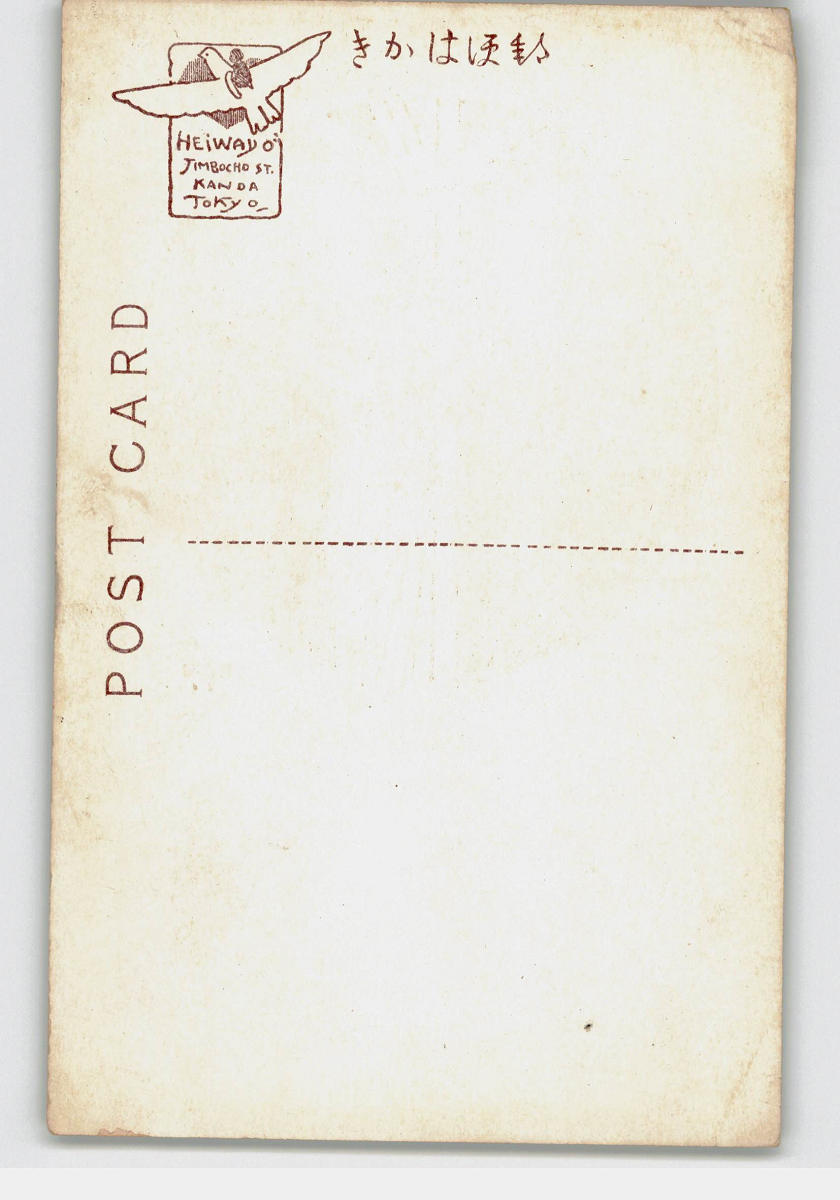 きかは便郵
HEIWADO
JIMBOCHO ST.
KANDA
TOKYO
POST CARD